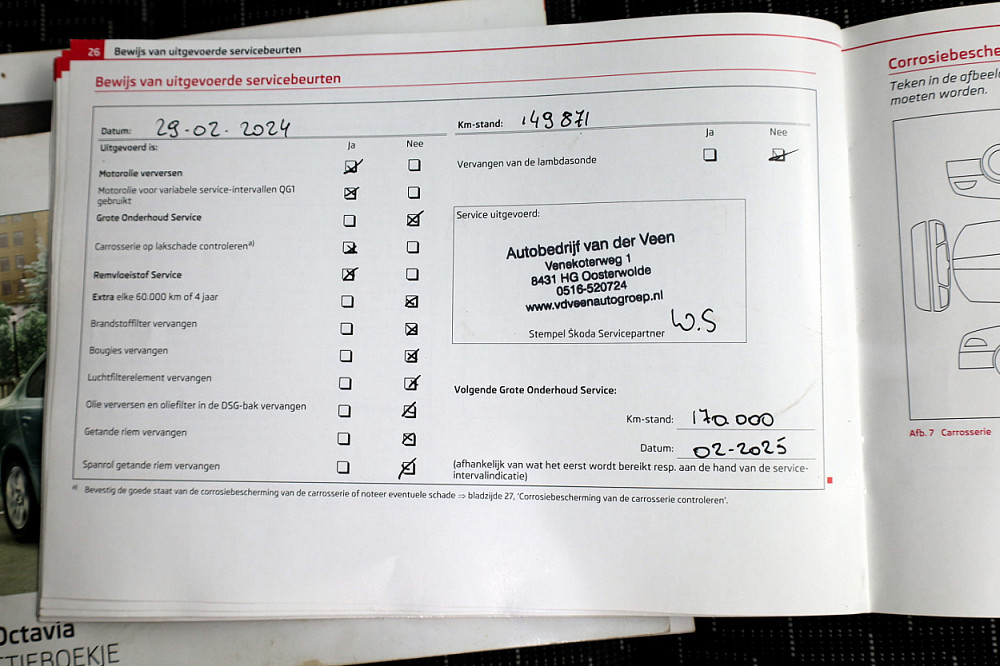 26 Bewijs van uitgevoerde servicebeurten
Bewijs van uitgevoerde servicebeurten
Datum: 29-02-2024
Uitgevoerd is:
Ja Nee
Motorolie verversen
Motorolie voor variabele service-intervallen QG1
gebruikt
Grote Onderhoud Service
Carrosserie op lakschade controleren a)
Remvloeistof Service
Extra elke 60.000 km of 4 jaar
Brandstoffilter vervangen
Bougies vervangen
Luchtfilterelement vervangen
Olie verversen en oliefilter in de DSG-bak vervangen
Getande riem vervangen
Spanrol getande riem vervangen
Km-stand: 149871
Ja Nee
Vervangen van de lambdasonde
Service uitgevoerd:
Autobedrijf van der Veen
Venekoterweg 1
8431 HG Oosterwolde
0516-520724
www.vdveenautogroep.nl
Stempel Škoda Servicepartner W.S
Volgende Grote Onderhoud Service:
Km-stand: 170.000
Datum: 02-2025
(afhankelijk van wat het eerst wordt bereikt resp. aan de hand van de service-
intervalindicatie)
a) Bevestig de goede staat van de corrosiebescherming van de carrosserie of noteer eventuele schade ⇒ bladzijde 27, 'Corrosiebescherming van de carrosserie controleren'.
Teken in de
moeten worden.
Afb. 7 Carrosserie
Octavia